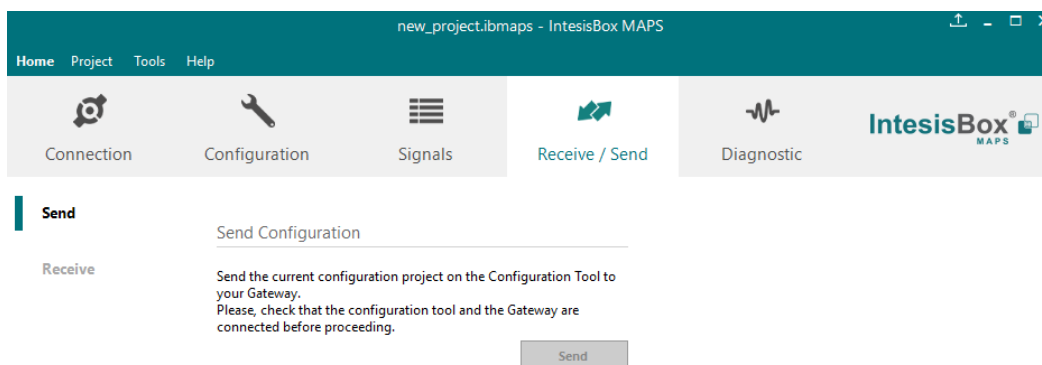 new_project.ibmaps - IntesisBox MAPS
Home Project Tools Help
Connection Configuration Signals Receive / Send Diagnostic
IntesisBox®
MAPS
Send
Send Configuration
Receive
Send the current configuration project on the Configuration Tool to
your Gateway.
Please, check that the configuration tool and the Gateway are
connected before proceeding.
Send